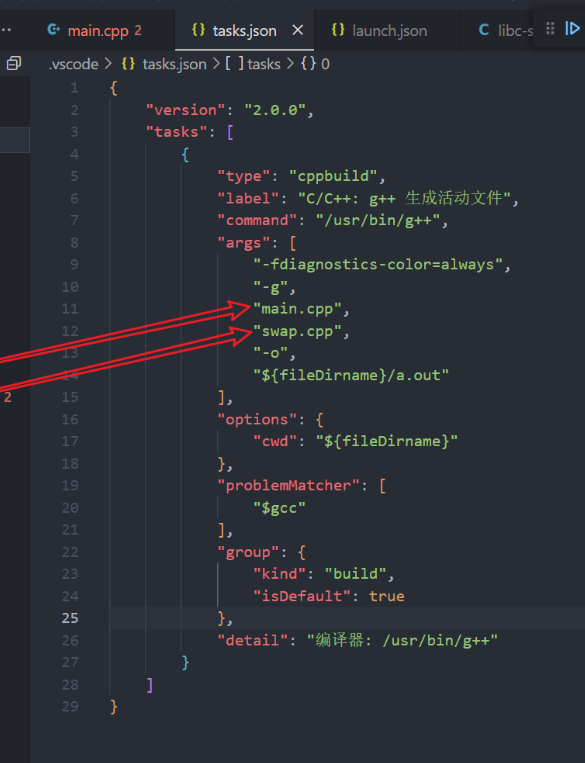 main.cpp 2
tasks.json
launch.json
libc-s
.vscode > tasks.json > [ ] tasks > {} 0
1 {
2 "version": "2.0.0",
3 "tasks": [
4 {
5 "type": "cppbuild",
6 "label": "C/C++: g++ 生成活动文件",
7 "command": "/usr/bin/g++",
8 "args": [
9 "-fdiagnostics-color=always",
10 "-g",
11 "main.cpp",
12 "swap.cpp",
13 "-o",
14 "${fileDirname}/a.out"
2
15 ],
16 "options": {
17 "cwd": "${fileDirname}"
18 },
19 "problemMatcher": [
20 "$gcc"
21 ],
22 "group": {
23 "kind": "build",
24 "isDefault": true
25 },
26 "detail": "编译器: /usr/bin/g++"
27 }
28 ]
29 }